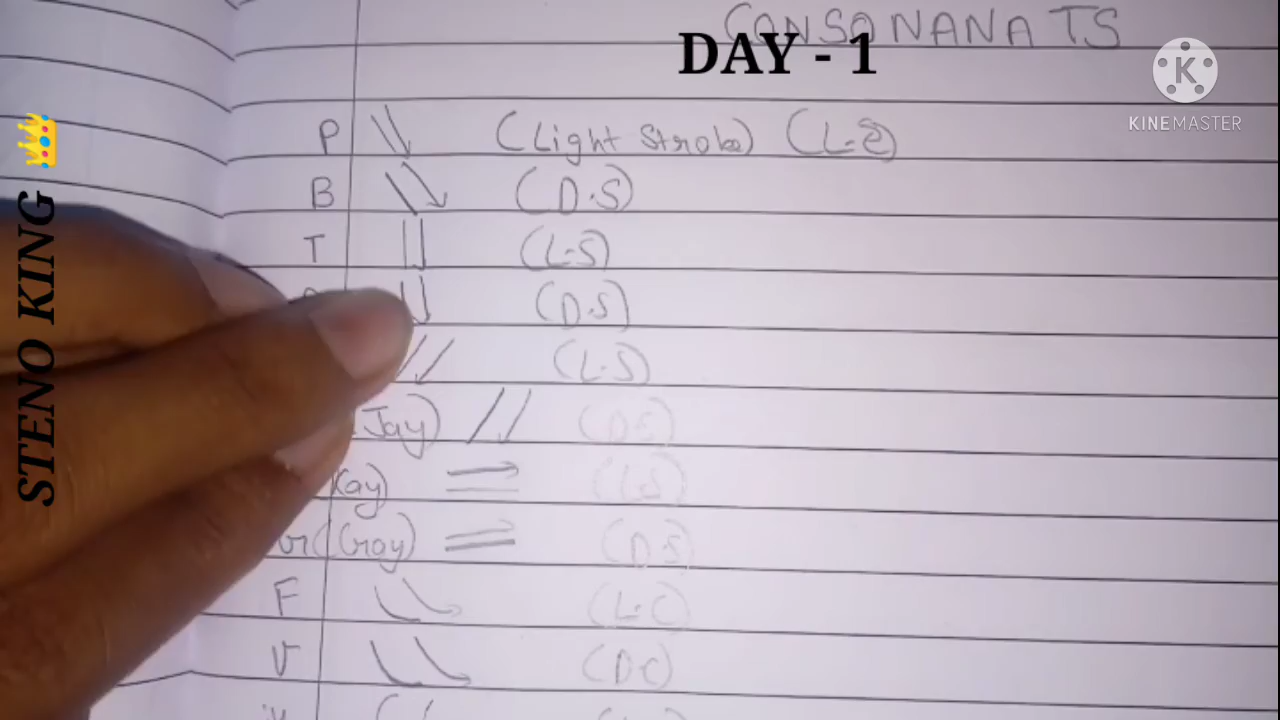 CONSONANATS
DAY - 1
KINEMASTER
STENO KING
P (Light Stroke) (L.S)
B (D.S)
T (L.S)
(D.S)
(L.S)
Jay) (D.S)
Kay) (L.S)
(Gay) (D.S)
F (L.C)
V (D.C)